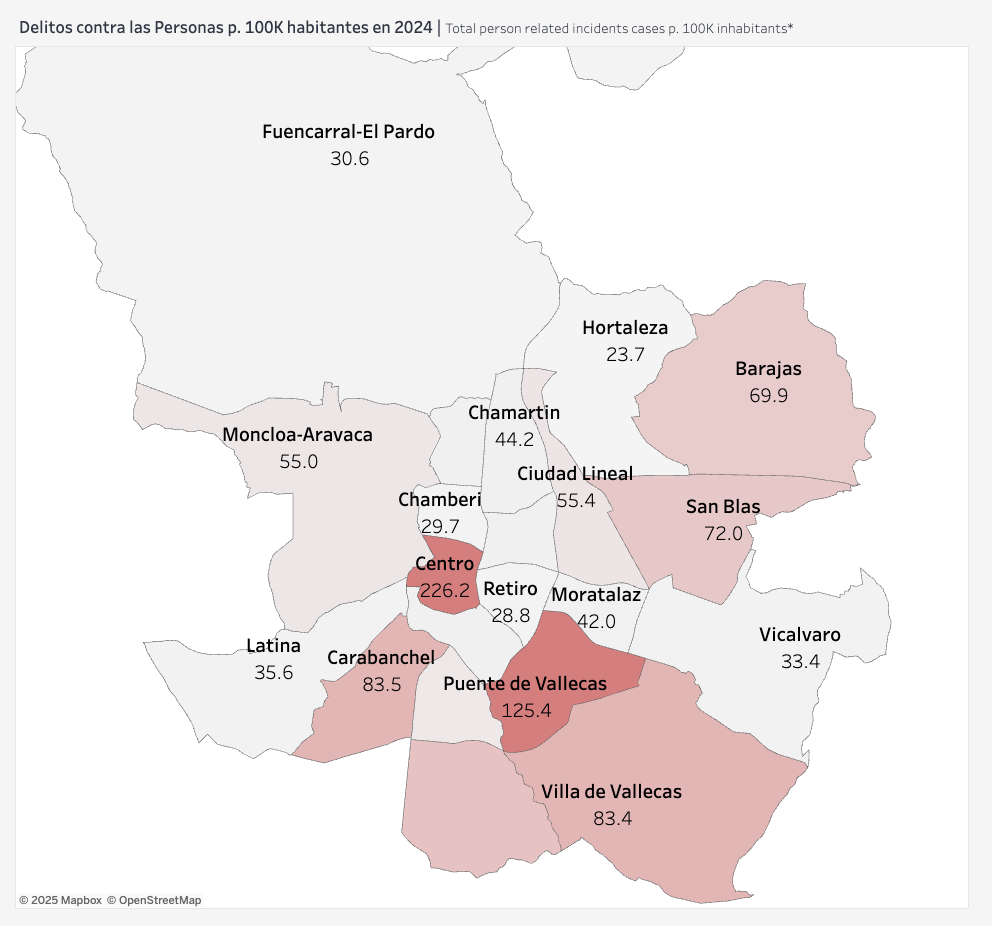 Delitos contra las Personas p. 100K habitantes en 2024 | Total person related incidents cases p. 100K inhabitants*
Fuencarral-El Pardo
30.6
Hortaleza
23.7
Barajas
69.9
Chamartin
44.2
Moncloa-Aravaca
55.0
Ciudad Lineal
55.4
Chamberi
29.7
San Blas
72.0
Centro
226.2
Retiro
28.8
Moratalaz
42.0
Vicalvaro
33.4
Latina
35.6
Carabanchel
83.5
Puente de Vallecas
125.4
Villa de Vallecas
83.4
© 2025 Mapbox © OpenStreetMap